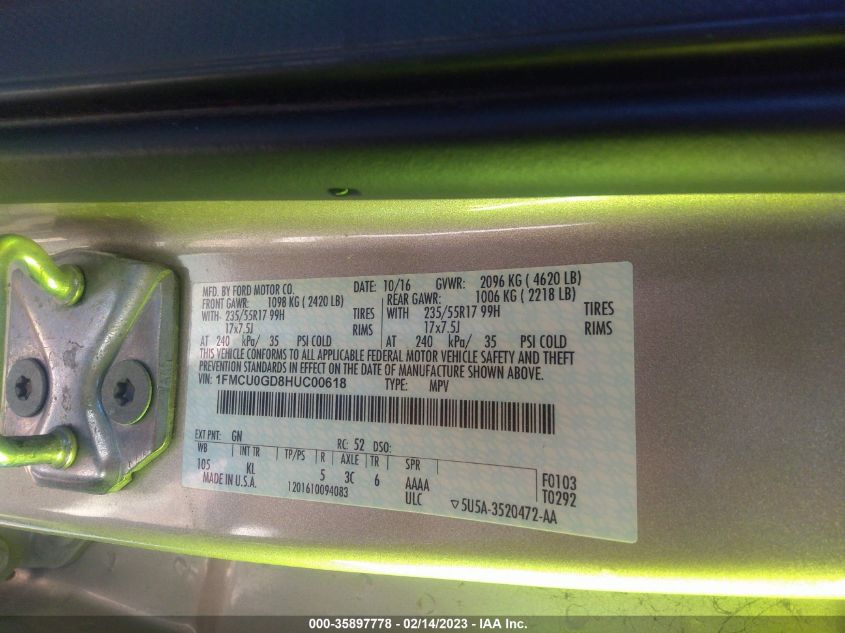 MFD. BY FORD MOTOR CO. DATE: 10/16 GVWR: 2096 KG ( 4620 LB)
FRONT GAWR: 1098 KG ( 2420 LB) REAR GAWR: 1006 KG ( 2218 LB)
WITH- 235/55R17 99H TIRES WITH- 235/55R17 99H TIRES
17x7.5J RIMS 17x7.5J RIMS
AT 240 kPa/ 35 PSI COLD AT 240 kPa/ 35 PSI COLD
THIS VEHICLE CONFORMS TO ALL APPLICABLE FEDERAL MOTOR VEHICLE SAFETY AND THEFT
PREVENTION STANDARDS IN EFFECT ON THE DATE OF MANUFACTURE SHOWN ABOVE.
VIN: 1FMCU0GD8HUC00618 TYPE: MPV
EXT PNT: GN RC: 52 DSO:
WB INT TR TP/PS R AXLE TR SPR
105 KL 5 3C 6 AAAA F0103
MADE IN U.S.A. 1201610094083 ULC T0292
▽5U5A-3520472-AA
000-35897778 - 02/14/2023 - IAA Inc.